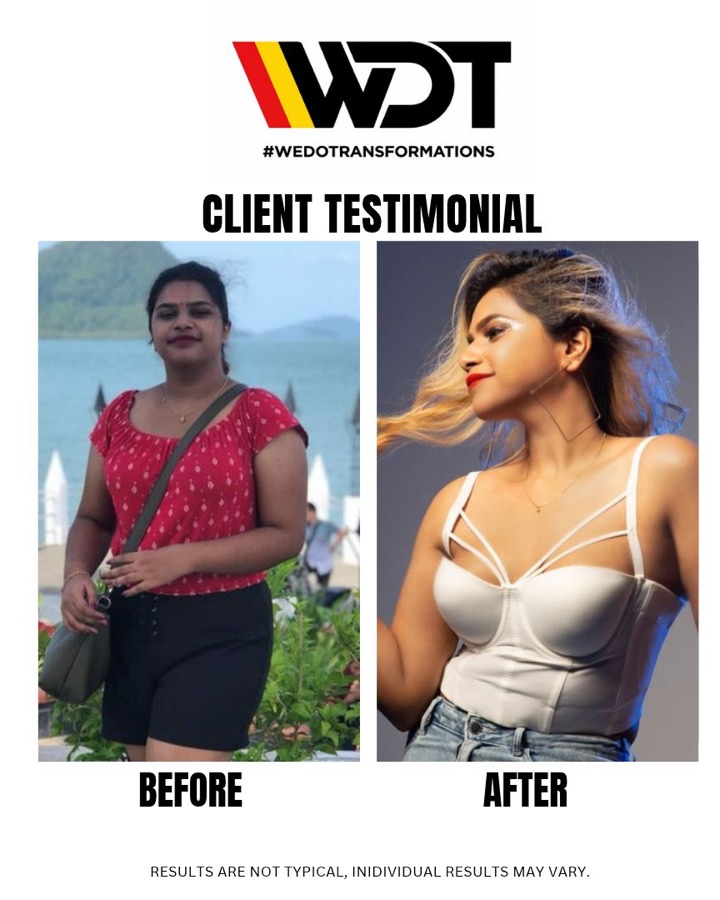 WDT
#WEDOTRANSFORMATIONS
CLIENT TESTIMONIAL
BEFORE
AFTER
RESULTS ARE NOT TYPICAL, INIDIVIDUAL RESULTS MAY VARY.